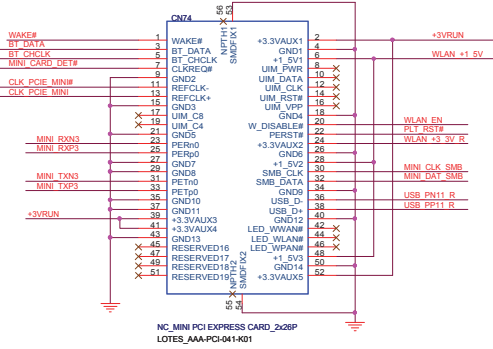 56
53
CN74
NPTH1
SMDFIX1
WAKE# 1 WAKE# +3.3VAUX1 2 +3VRUN
BT_DATA 3 BT_DATA GND1 4
BT_CHCLK 5 BT_CHCLK +1_5V1 6 WLAN +1 5V
MINI_CARD_DET# 7 CLKREQ# UIM_PWR 8
9 GND2 UIM_DATA 10
CLK_PCIE_MINI# 11 REFCLK- UIM_CLK 12
CLK_PCIE_MINI 13 REFCLK+ UIM_RST# 14
15 GND3 UIM_VPP 16
17 UIM_C8 GND4 18
19 UIM_C4 W_DISABLE# 20 WLAN_EN
21 GND5 PERST# 22 PLT_RST#
MINI_RXN3 23 PERn0 +3.3VAUX2 24 WLAN +3 3V R
MINI_RXP3 25 PERp0 GND6 26
27 GND7 +1_5V2 28
29 GND8 SMB_CLK 30 MINI_CLK_SMB
MINI_TXN3 31 PETn0 SMB_DATA 32 MINI_DAT_SMB
MINI_TXP3 33 PETp0 GND9 34
35 GND10 USB_D- 36 USB_PN11_R
37 GND11 USB_D+ 38 USB_PP11_R
+3VRUN 39 +3.3VAUX3 GND12 40
41 +3.3VAUX4 LED_WWAN# 42
43 GND13 LED_WLAN# 44
45 RESERVED16 LED_WPAN# 46
47 RESERVED17 +1_5V3 48
49 RESERVED18 GND14 50
51 RESERVED19 +3.3VAUX5 52
NPTH2
SMDFIX2
55
54
NC_MINI PCI EXPRESS CARD_2x26P
LOTES_AAA-PCI-041-K01